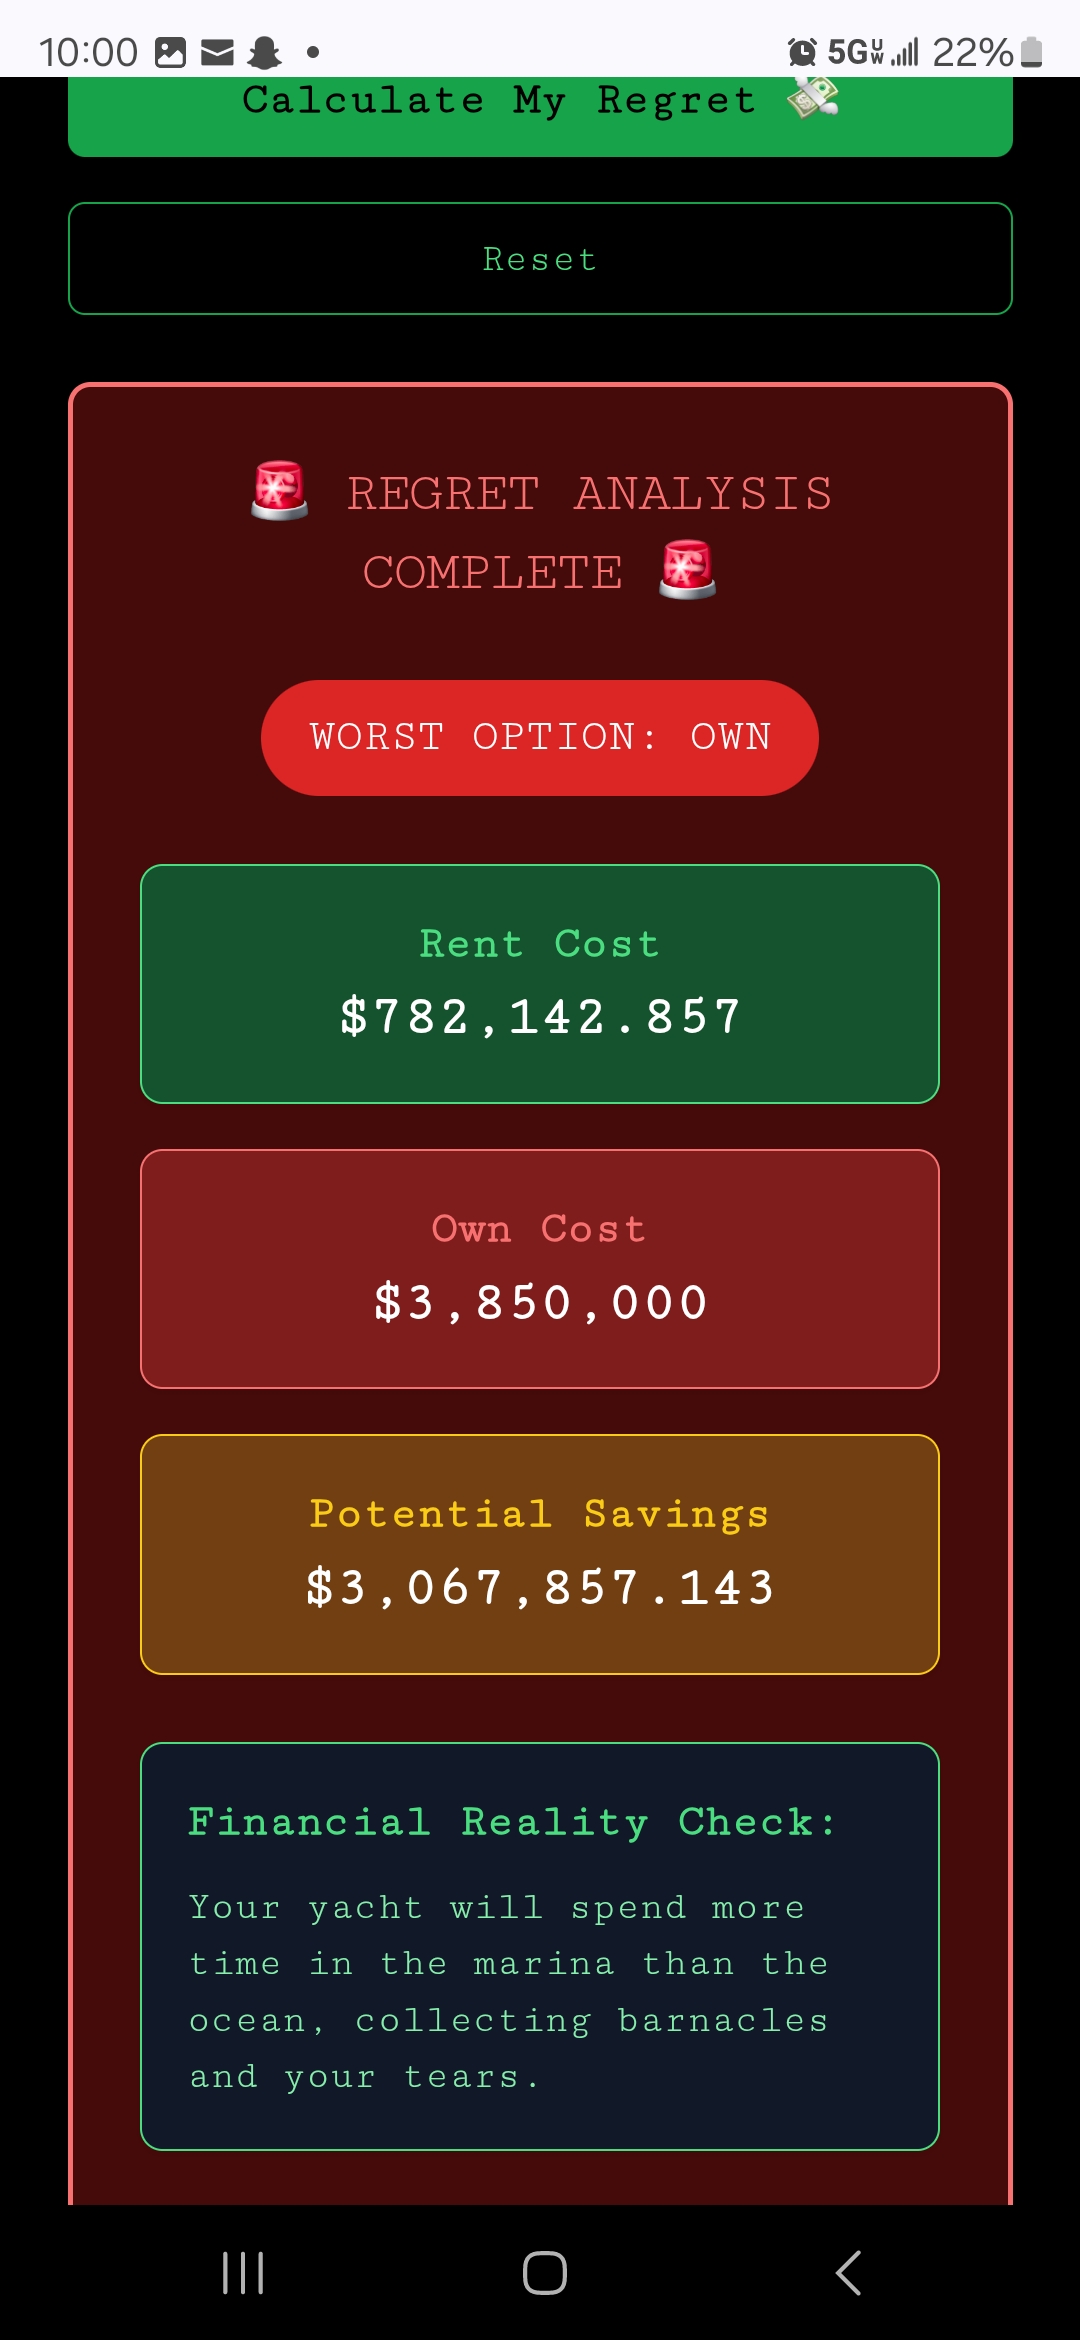 10:00
5G UW 22%
Calculate My Regret
Reset
REGRET ANALYSIS
COMPLETE
WORST OPTION: OWN
Rent Cost
$782,142.857
Own Cost
$3,850,000
Potential Savings
$3,067,857.143
Financial Reality Check:
Your yacht will spend more
time in the marina than the
ocean, collecting barnacles
and your tears.